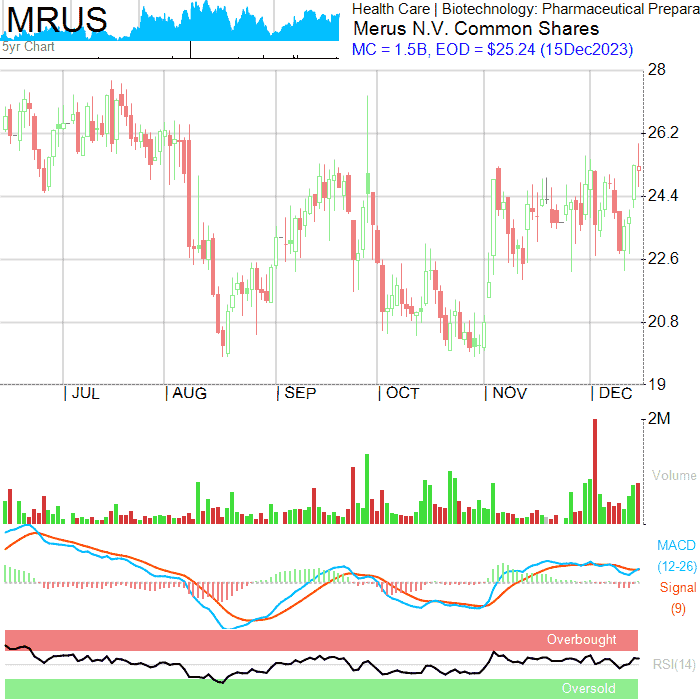 MRUS
5yr Chart
Health Care | Biotechnology: Pharmaceutical Prepara
Merus N.V. Common Shares
MC = 1.5B, EOD = $25.24 (15Dec2023)
28
26.2
24.4
22.6
20.8
19
JUL
AUG
SEP
OCT
NOV
DEC
2M
Volume
MACD
(12-26)
Signal
(9)
Overbought
RSI(14)
Oversold